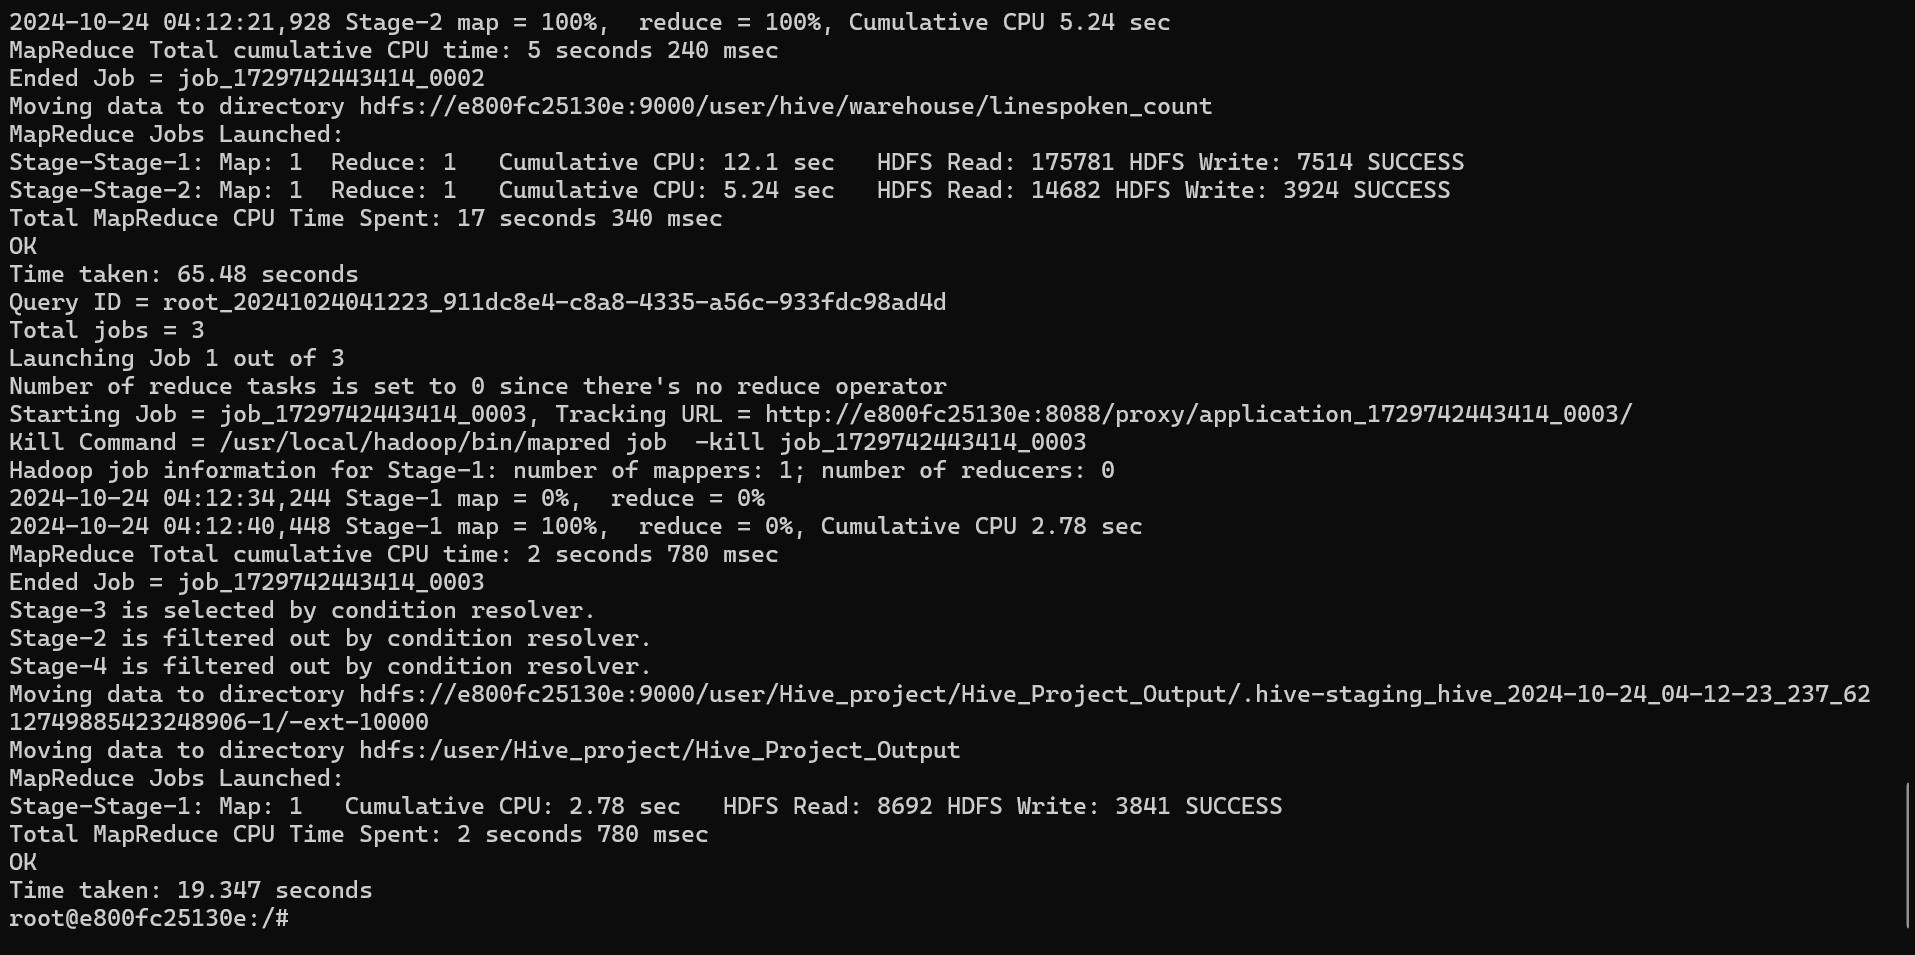 2024-10-24 04:12:21,928 Stage-2 map = 100%,  reduce = 100%, Cumulative CPU 5.24 sec
MapReduce Total cumulative CPU time: 5 seconds 240 msec
Ended Job = job_1729742443414_0002
Moving data to directory hdfs://e800fc25130e:9000/user/hive/warehouse/linespoken_count
MapReduce Jobs Launched:
Stage-Stage-1: Map: 1  Reduce: 1   Cumulative CPU: 12.1 sec   HDFS Read: 175781 HDFS Write: 7514 SUCCESS
Stage-Stage-2: Map: 1  Reduce: 1   Cumulative CPU: 5.24 sec   HDFS Read: 14682 HDFS Write: 3924 SUCCESS
Total MapReduce CPU Time Spent: 17 seconds 340 msec
OK
Time taken: 65.48 seconds
Query ID = root_20241024041223_911dc8e4-c8a8-4335-a56c-933fdc98ad4d
Total jobs = 3
Launching Job 1 out of 3
Number of reduce tasks is set to 0 since there's no reduce operator
Starting Job = job_1729742443414_0003, Tracking URL = http://e800fc25130e:8088/proxy/application_1729742443414_0003/
Kill Command = /usr/local/hadoop/bin/mapred job  -kill job_1729742443414_0003
Hadoop job information for Stage-1: number of mappers: 1; number of reducers: 0
2024-10-24 04:12:34,244 Stage-1 map = 0%,  reduce = 0%
2024-10-24 04:12:40,448 Stage-1 map = 100%,  reduce = 0%, Cumulative CPU 2.78 sec
MapReduce Total cumulative CPU time: 2 seconds 780 msec
Ended Job = job_1729742443414_0003
Stage-3 is selected by condition resolver.
Stage-2 is filtered out by condition resolver.
Stage-4 is filtered out by condition resolver.
Moving data to directory hdfs://e800fc25130e:9000/user/Hive_project/Hive_Project_Output/.hive-staging_hive_2024-10-24_04-12-23_237_62
12749885423248906-1/-ext-10000
Moving data to directory hdfs:/user/Hive_project/Hive_Project_Output
MapReduce Jobs Launched:
Stage-Stage-1: Map: 1   Cumulative CPU: 2.78 sec   HDFS Read: 8692 HDFS Write: 3841 SUCCESS
Total MapReduce CPU Time Spent: 2 seconds 780 msec
OK
Time taken: 19.347 seconds
root@e800fc25130e:/#